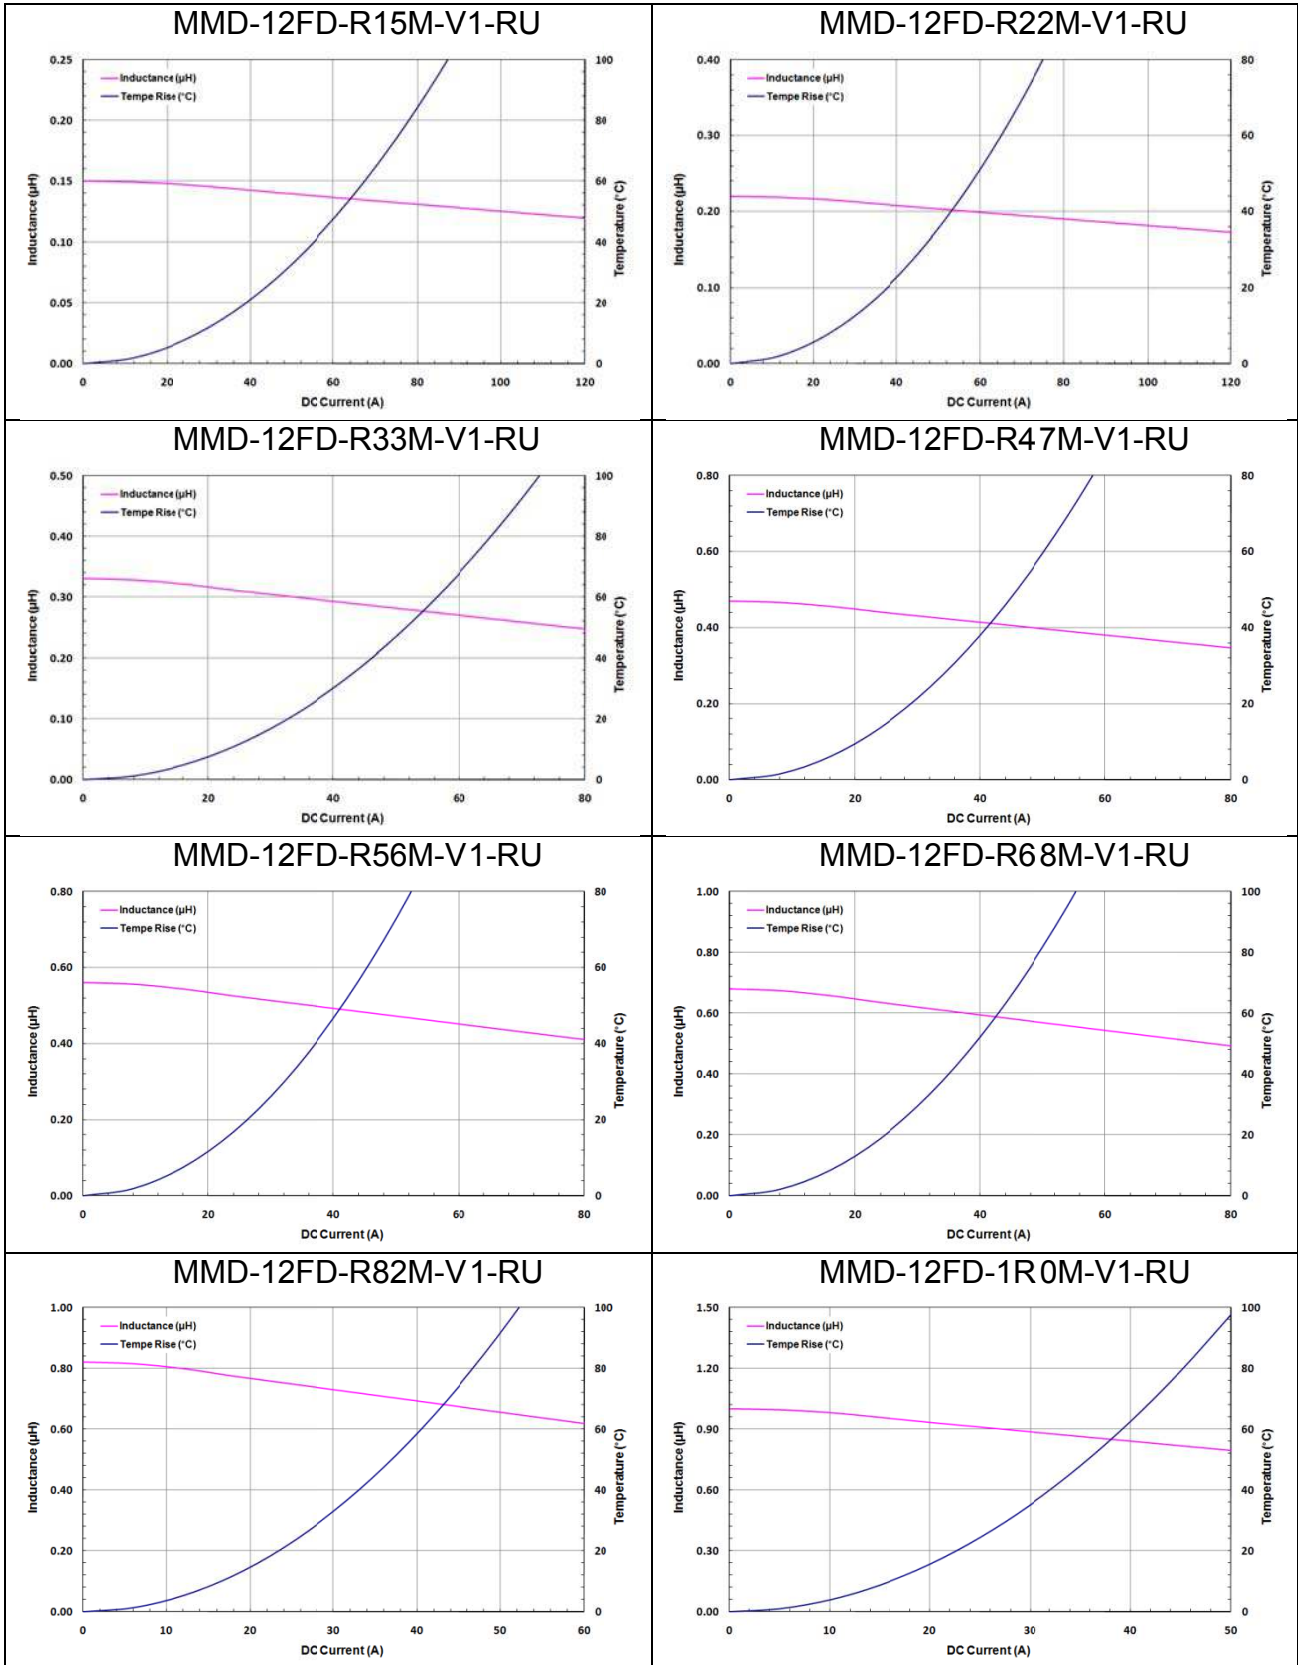 MMD-12FD-R15M-V1-RU
MMD-12FD-R22M-V1-RU
0.25
0.20
0.15
0.10
0.05
0.00
Inductance (µH)
Inductance (µH)
Tempe Rise (°C)
100
80
60
40
20
0
Temperature (°C)
0 20 40 60 80 100 120
DC Current (A)
0.40
0.30
0.20
0.10
0.00
Inductance (µH)
Inductance (µH)
Tempe Rise (°C)
80
60
40
20
0
Temperature (°C)
0 20 40 60 80 100 120
DC Current (A)
MMD-12FD-R33M-V1-RU
MMD-12FD-R47M-V1-RU
0.50
0.40
0.30
0.20
0.10
0.00
Inductance (µH)
Inductance (µH)
Tempe Rise (°C)
100
80
60
40
20
0
Temperature (°C)
0 20 40 60 80
DC Current (A)
0.80
0.60
0.40
0.20
0.00
Inductance (µH)
Inductance (µH)
Tempe Rise (°C)
80
60
40
20
0
Temperature (°C)
0 20 40 60 80
DC Current (A)
MMD-12FD-R56M-V1-RU
MMD-12FD-R68M-V1-RU
0.80
0.60
0.40
0.20
0.00
Inductance (µH)
Inductance (µH)
Tempe Rise (°C)
80
60
40
20
0
Temperature (°C)
0 20 40 60 80
DC Current (A)
1.00
0.80
0.60
0.40
0.20
0.00
Inductance (µH)
Inductance (µH)
Tempe Rise (°C)
100
80
60
40
20
0
Temperature (°C)
0 20 40 60 80
DC Current (A)
MMD-12FD-R82M-V1-RU
MMD-12FD-1R0M-V1-RU
1.00
0.80
0.60
0.40
0.20
0.00
Inductance (µH)
Inductance (µH)
Tempe Rise (°C)
100
80
60
40
20
0
Temperature (°C)
0 10 20 30 40 50 60
DC Current (A)
1.50
1.20
0.90
0.60
0.30
0.00
Inductance (µH)
Inductance (µH)
Tempe Rise (°C)
100
80
60
40
20
0
Temperature (°C)
0 10 20 30 40 50
DC Current (A)